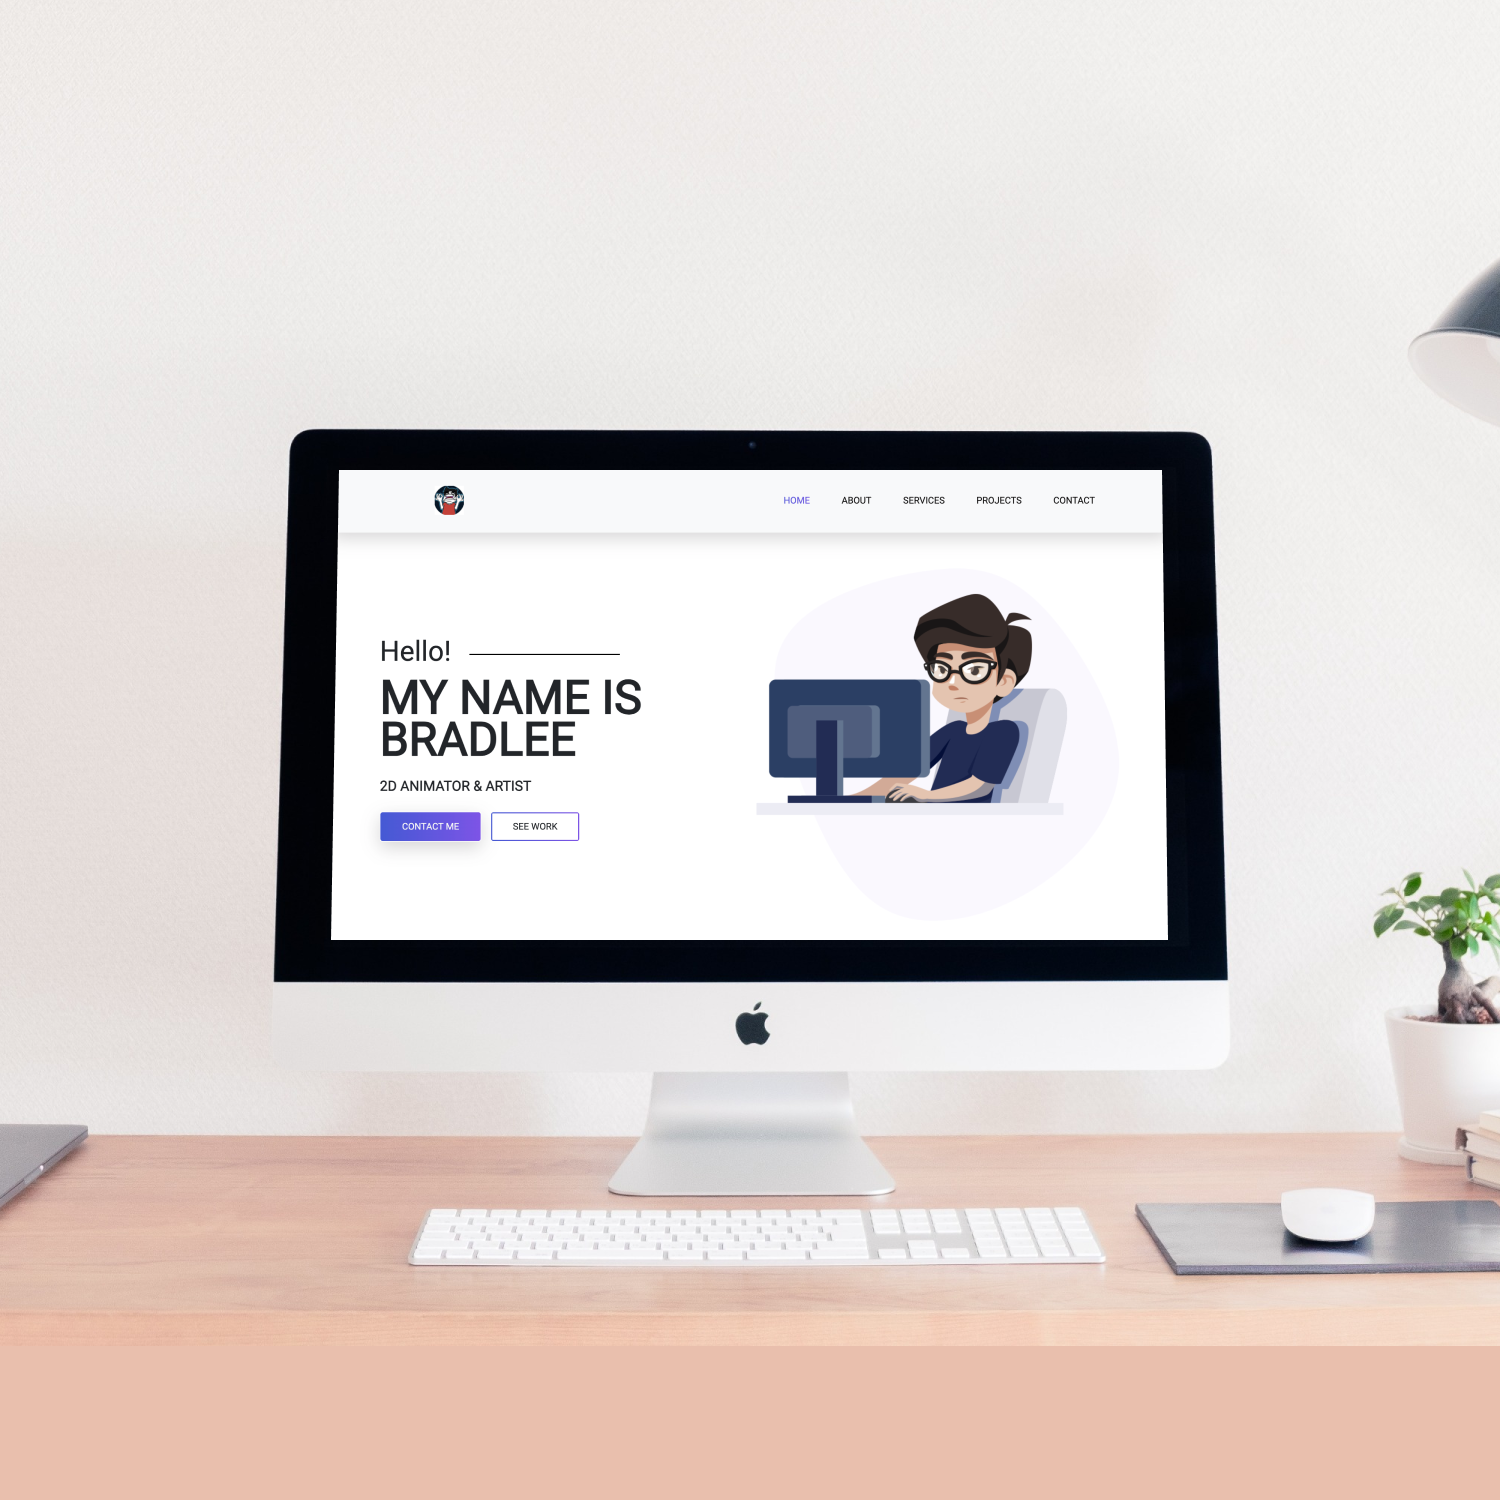 HOME ABOUT SERVICES PROJECTS CONTACT
Hello!
MY NAME IS
BRADLEE
2D ANIMATOR & ARTIST
CONTACT ME SEE WORK